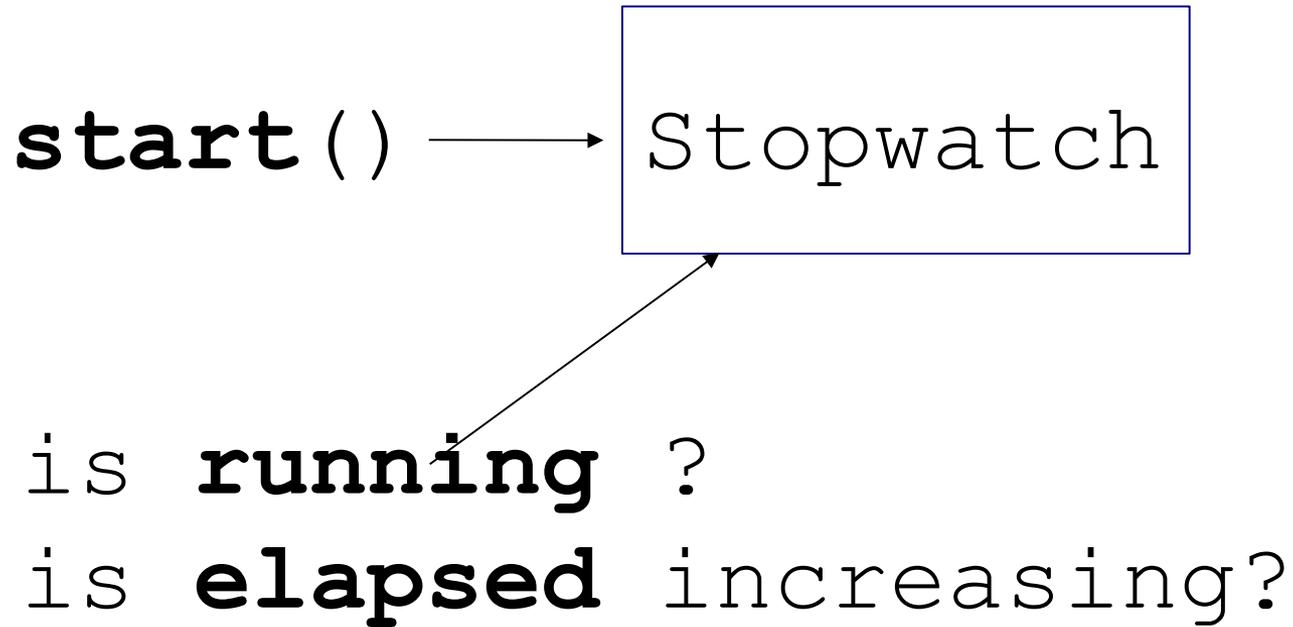 start() Stopwatch
is running ?
is elapsed increasing?